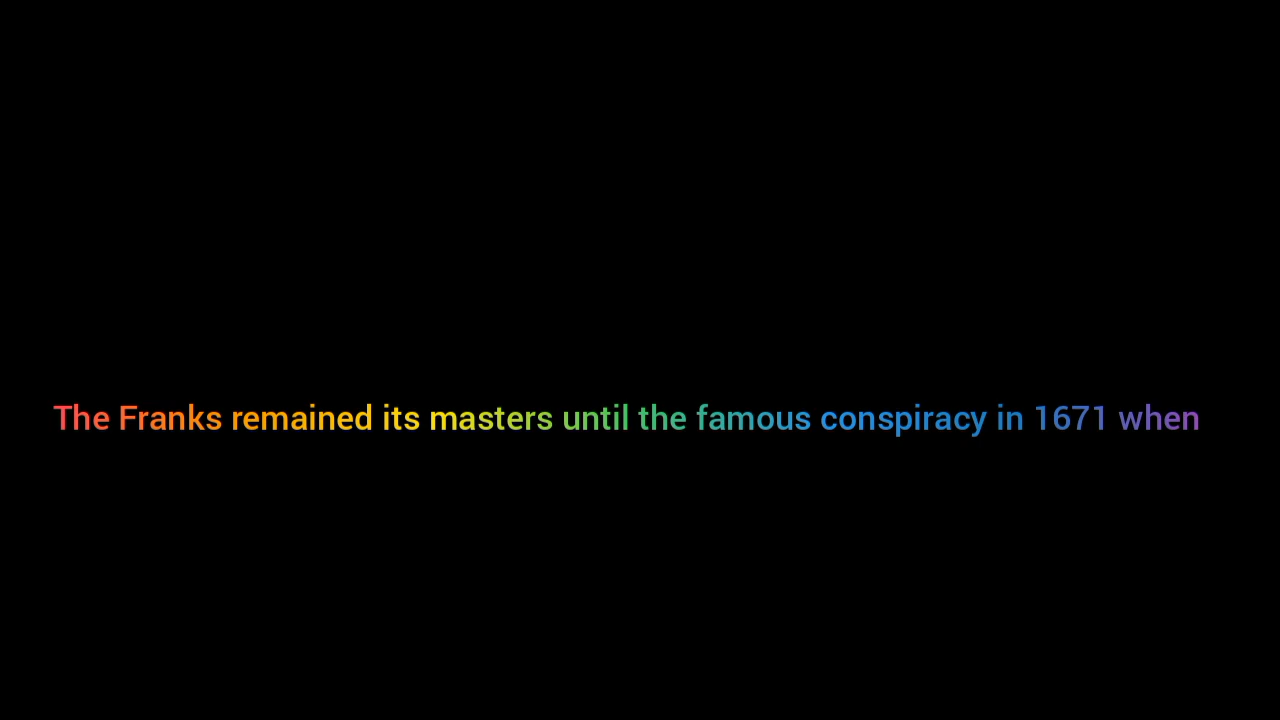 The Franks remained its masters until the famous conspiracy in 1671 when